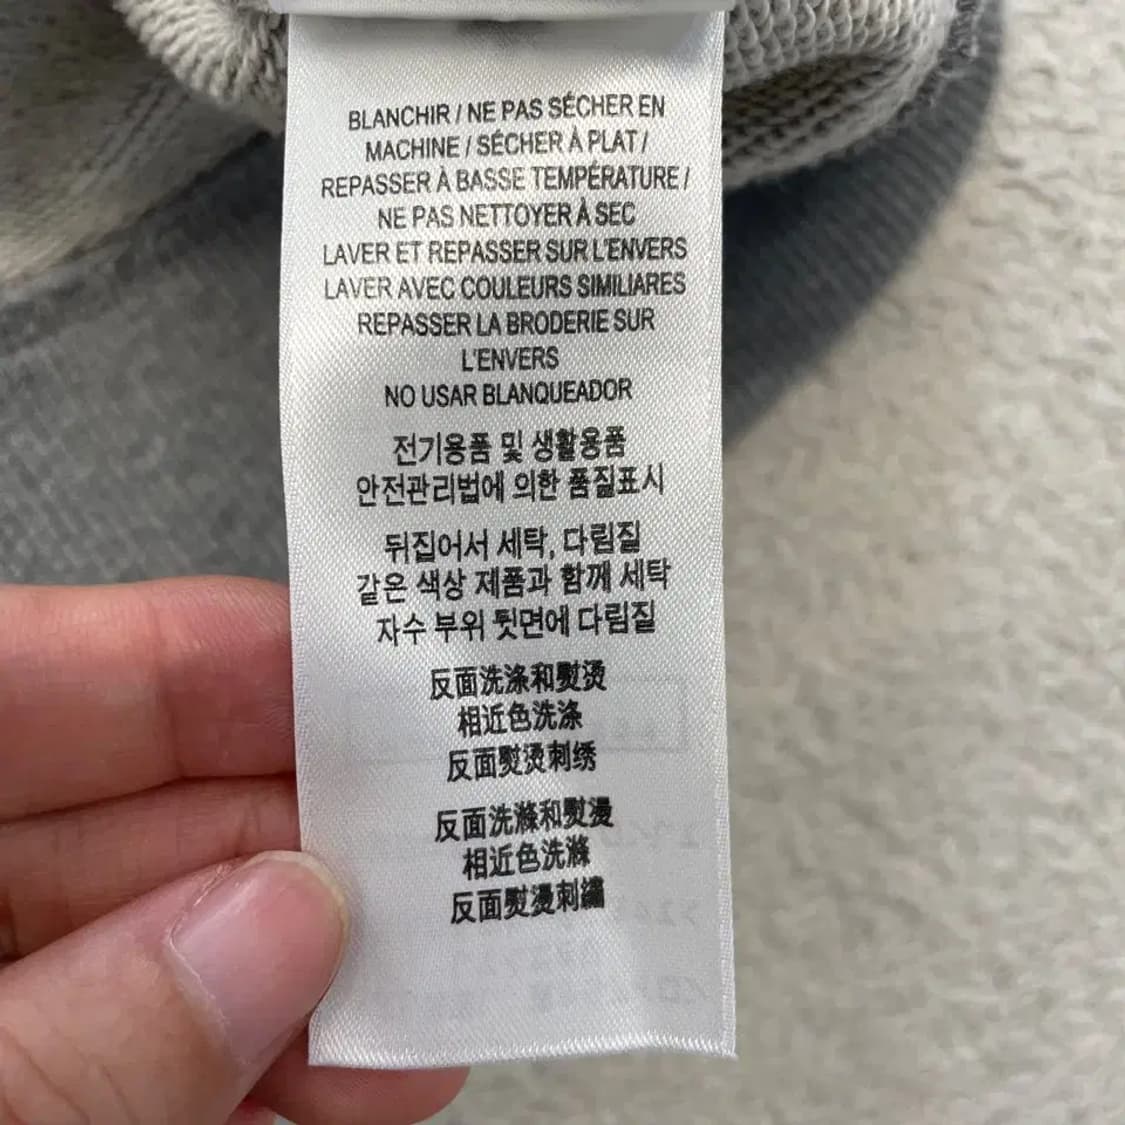 BLANCHIR / NE PAS SÉCHER EN
MACHINE / SÉCHER À PLAT /
REPASSER À BASSE TEMPÉRATURE /
NE PAS NETTOYER À SEC
LAVER ET REPASSER SUR L'ENVERS
LAVER AVEC COULEURS SIMILIARES
REPASSER LA BRODERIE SUR
L'ENVERS
NO USAR BLANQUEADOR
전기용품 및 생활용품
안전관리법에 의한 품질표시
뒤집어서 세탁, 다림질
같은 색상 제품과 함께 세탁
자수 부위 뒷면에 다림질
反面洗涤和熨烫
相近色洗涤
反面熨烫刺绣
反面洗滌和熨燙
相近色洗滌
反面熨燙刺繡